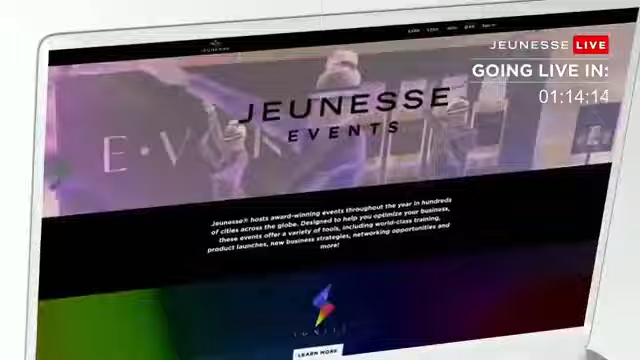 JEUNESSE LIVE
GOING LIVE IN:
01:14:14
JEUNESSE
EVENTS
Jeunesse® hosts award-winning events throughout the year in hundreds
of cities across the globe. Designed to help you optimize your business,
these events offer a variety of tools, including world-class training,
product launches, new business strategies, networking opportunities and
more!
IGNITE
LEARN MORE